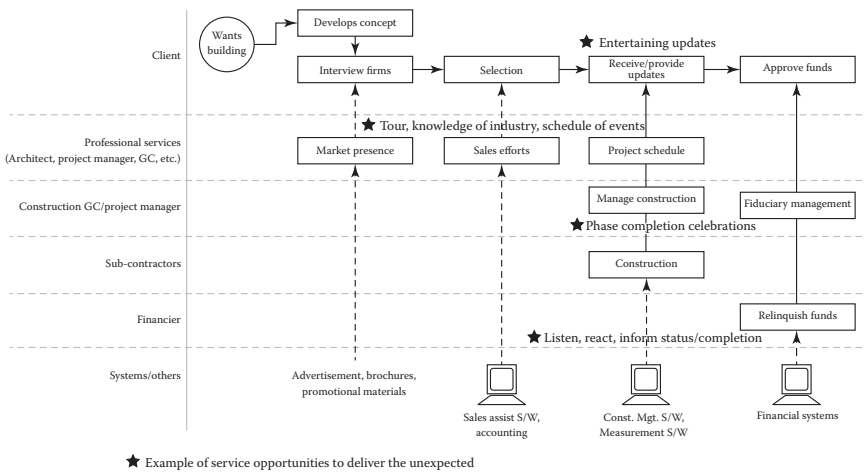 Wants
building
Develops concept
★ Entertaining updates
Client
Interview firms
Selection
Receive/provide
updates
Approve funds
★ Tour, knowledge of industry, schedule of events
Professional services
(Architect, project manager, GC, etc.)
Market presence
Sales efforts
Project schedule
Construction GC/project manager
Manage construction
Fiduciary management
★ Phase completion celebrations
Sub-contractors
Construction
Financier
Relinquish funds
★ Listen, react, inform status/completion
Systems/others
Advertisement, brochures,
promotional materials
Sales assist S/W,
accounting
Const. Mgt. S/W,
Measurement S/W
Financial systems
★ Example of service opportunities to deliver the unexpected